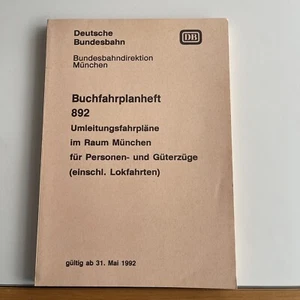 Deutsche
Bundesbahn
DB
Bundesbahndirektion
München
Buchfahrplanheft
892
Umleitungsfahrpläne
im Raum München
für Personen- und Güterzüge
(einschl. Lokfahrten)
gültig ab 31. Mai 1992